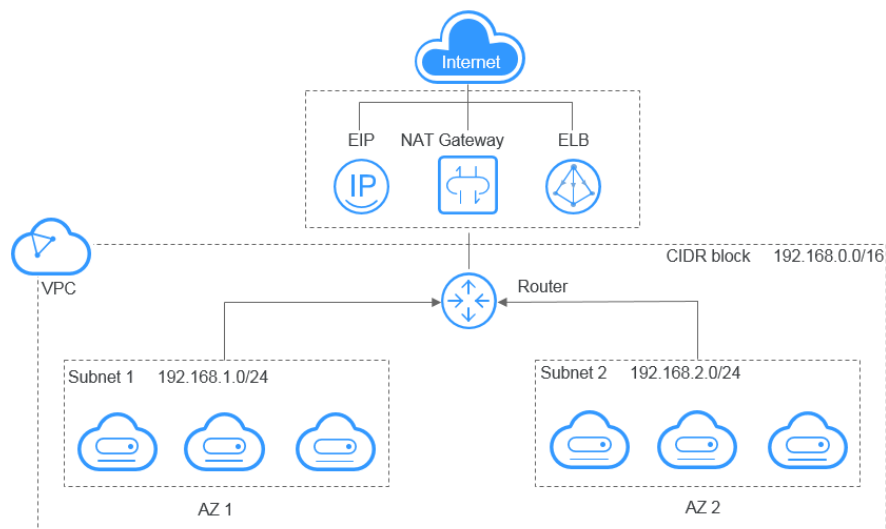 Internet
EIP NAT Gateway ELB
IP
CIDR block 192.168.0.0/16
VPC
Router
Subnet 1 192.168.1.0/24
Subnet 2 192.168.2.0/24
AZ 1
AZ 2